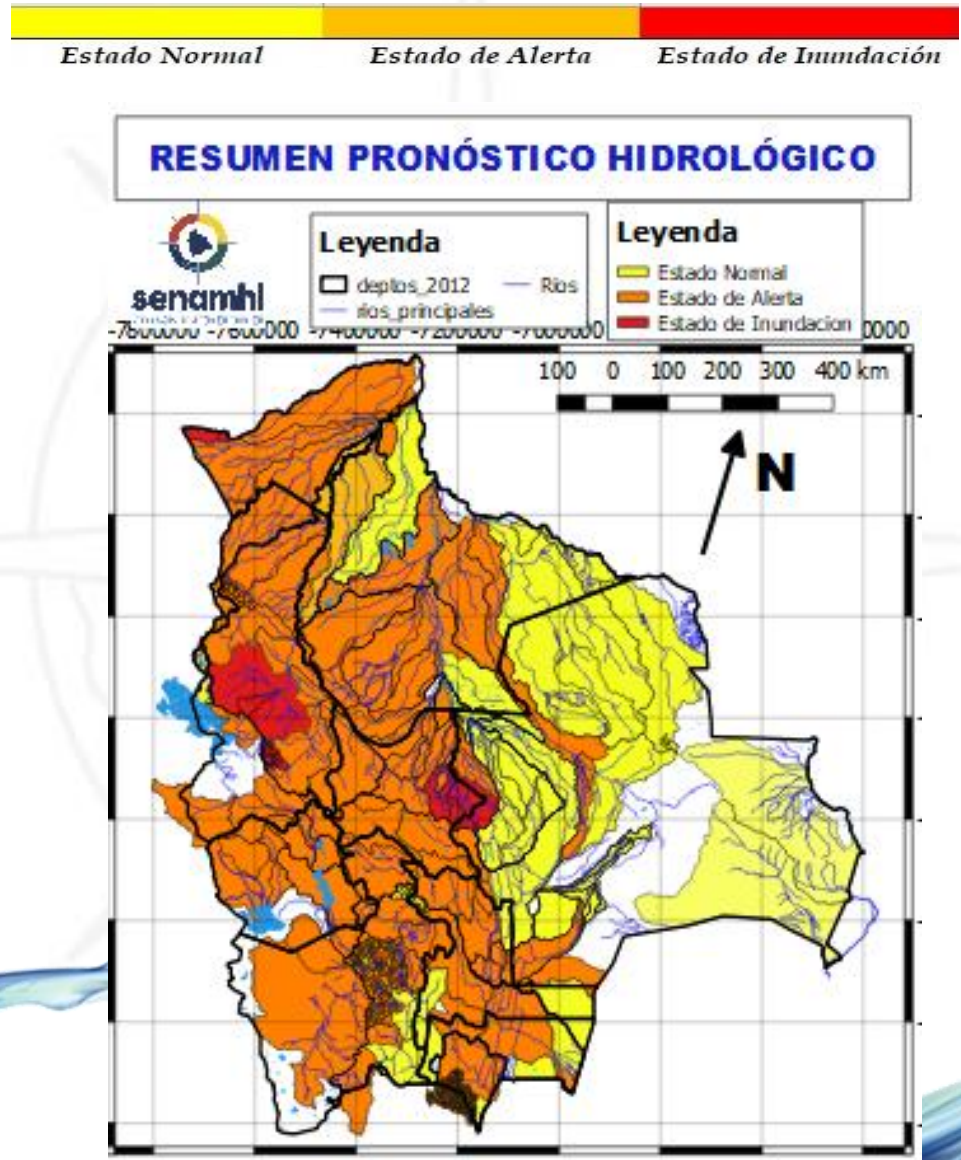 Estado Normal Estado de Alerta Estado de Inundación
RESUMEN PRONÓSTICO HIDROLÓGICO
senamhi
Leyenda
deptos_2012 Rios
rios_principales
Leyenda
Estado Normal
Estado de Alerta
Estado de Inundacion
-7800000 -7600000 -7400000 -7200000 -7000000
100 0 100 200 300 400 km
N